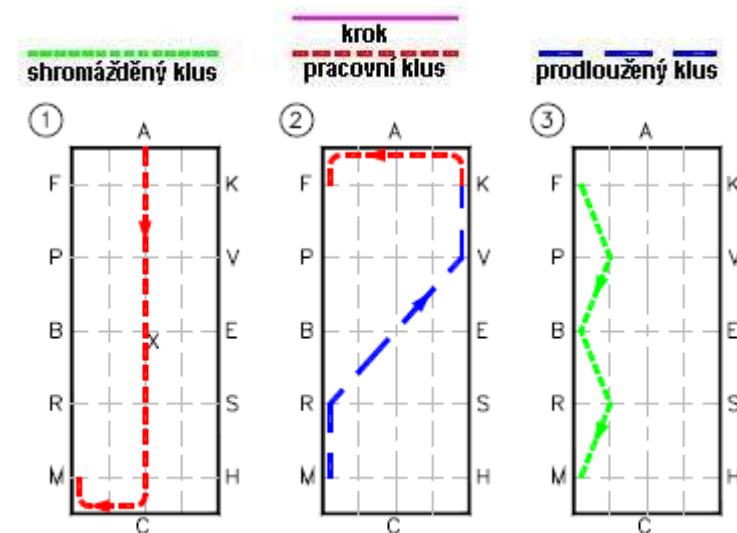 krok
shromážděný klus
pracovní klus
prodloužený klus
1
A
F K
P V
B E
X
R S
M H
C
2
A
F K
P V
B E
R S
M H
C
3
A
F K
P V
B E
R S
M H
C